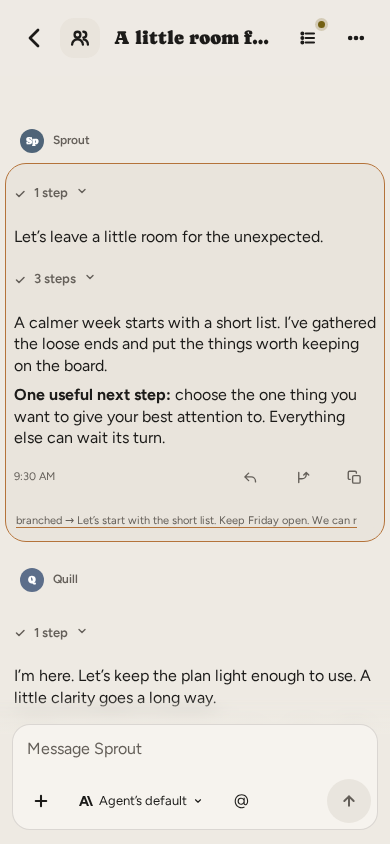 A little room f...
Sp Sprout
1 step
Let's leave a little room for the unexpected.
3 steps
A calmer week starts with a short list. I've gathered
the loose ends and put the things worth keeping
on the board.
One useful next step: choose the one thing you
want to give your best attention to. Everything
else can wait its turn.
9:30 AM
branched → Let's start with the short list. Keep Friday open. We can r
Q Quill
1 step
I'm here. Let's keep the plan light enough to use. A
little clarity goes a long way.
Message Sprout
Agent's default
@